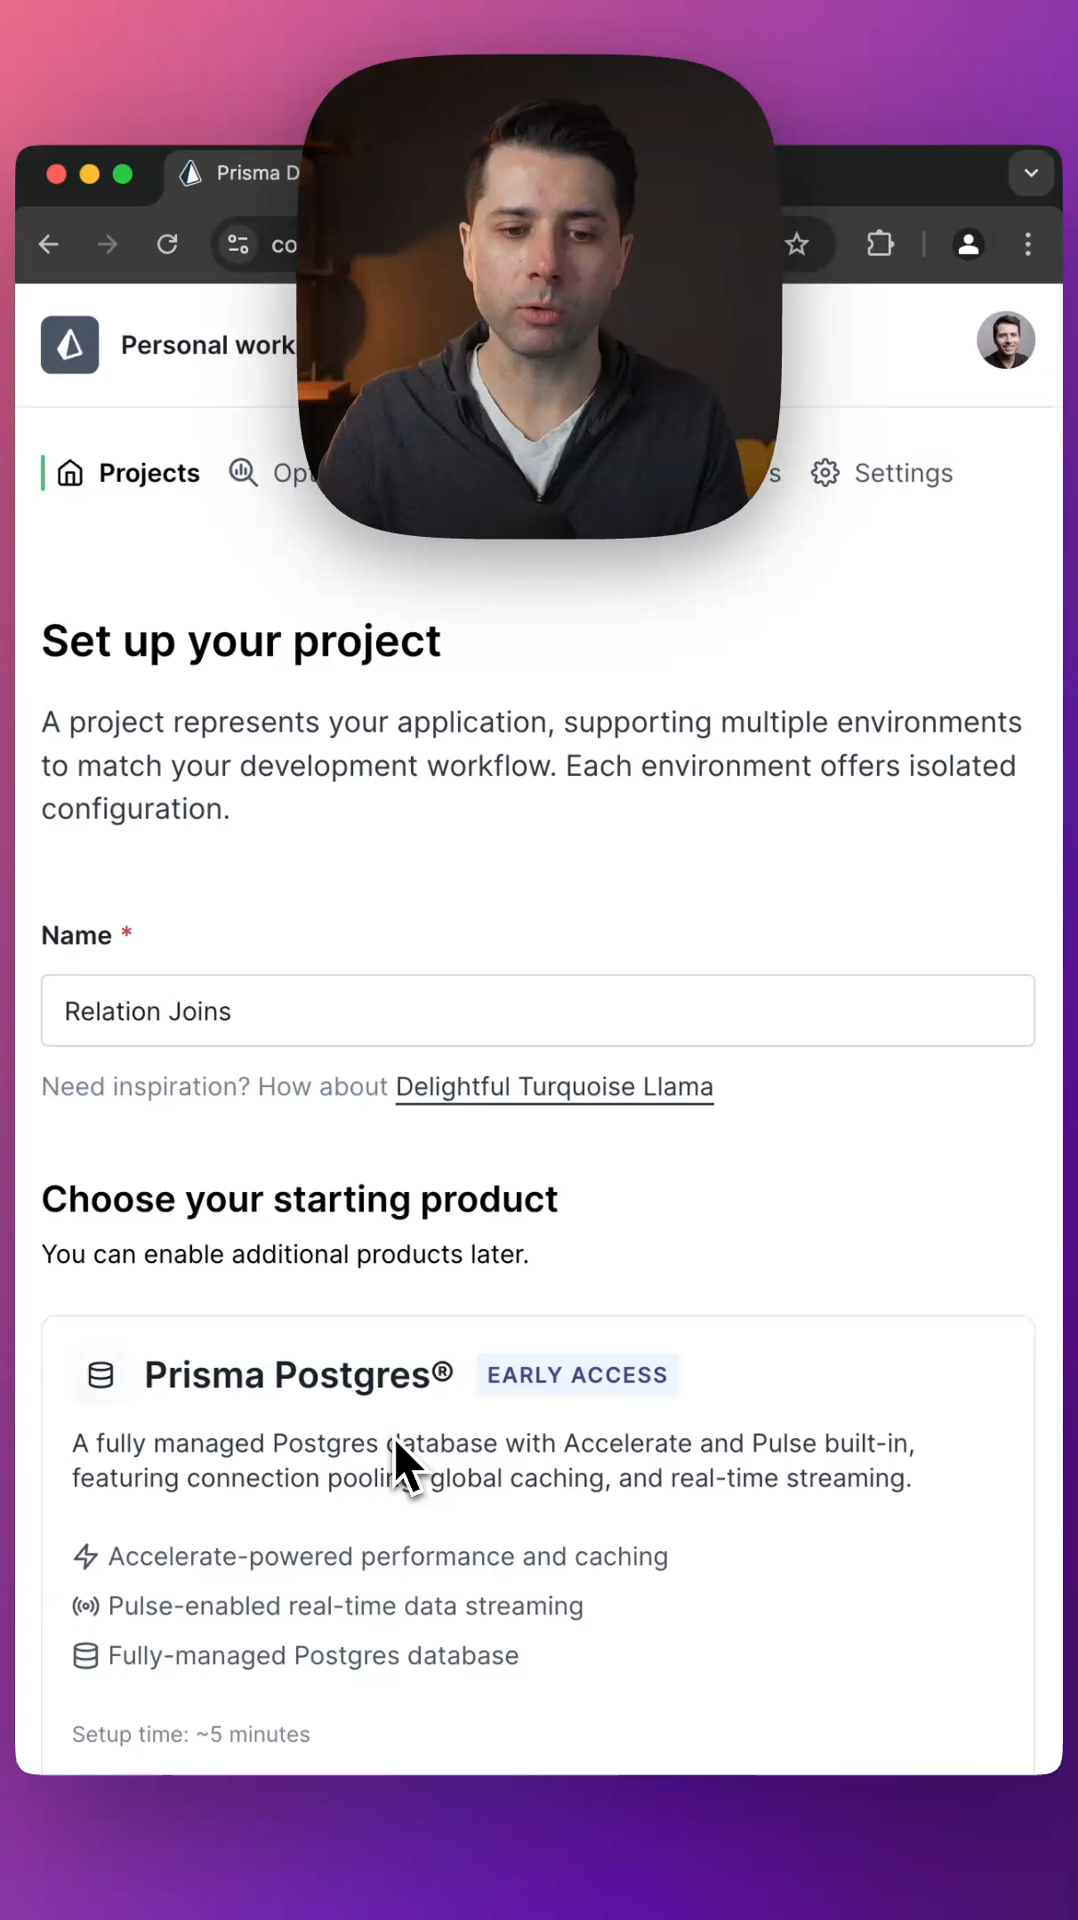 Prisma D
co
Personal work
Projects
Op
s
Settings
Set up your project
A project represents your application, supporting multiple environments
to match your development workflow. Each environment offers isolated
configuration.
Name *
Relation Joins
Need inspiration? How about Delightful Turquoise Llama
Choose your starting product
You can enable additional products later.
Prisma Postgres® EARLY ACCESS
A fully managed Postgres database with Accelerate and Pulse built-in,
featuring connection pooling, global caching, and real-time streaming.
Accelerate-powered performance and caching
Pulse-enabled real-time data streaming
Fully-managed Postgres database
Setup time: ~5 minutes